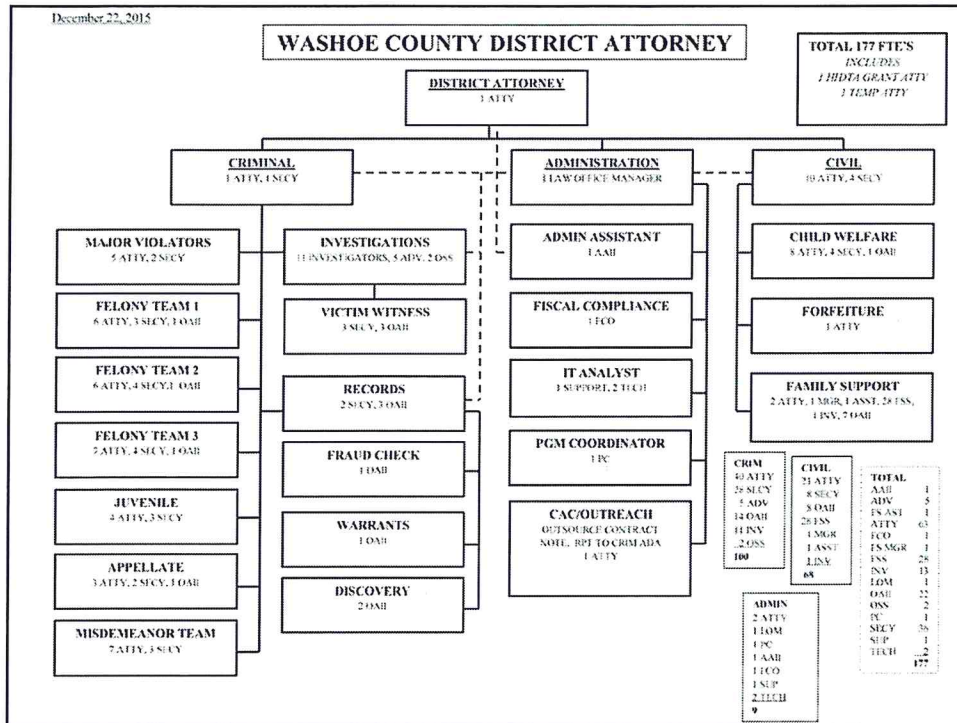 December 22, 2015
WASHOE COUNTY DISTRICT ATTORNEY
TOTAL 177 FTE'S
INCLUDES
1 HIDTA GRANT ATTY
1 TEMP ATTY
DISTRICT ATTORNEY
1 ATTY
CRIMINAL
1 ATTY, 1 SECY
ADMINISTRATION
1 LAW OFFICE MANAGER
CIVIL
10 ATTY, 4 SECY
MAJOR VIOLATORS
5 ATTY, 2 SECY
FELONY TEAM 1
6 ATTY, 3 SECY, 1 OAII
FELONY TEAM 2
6 ATTY, 4 SECY, 1 OAII
FELONY TEAM 3
7 ATTY, 4 SECY, 1 OAII
JUVENILE
4 ATTY, 3 SECY
APPELLATE
3 ATTY, 2 SECY, 1 OAII
MISDEMEANOR TEAM
7 ATTY, 3 SECY
INVESTIGATIONS
11 INVESTIGATORS, 5 ADV, 2 OSS
VICTIM WITNESS
3 SECY, 3 OAII
RECORDS
2 SECY, 3 OAII
FRAUD CHECK
1 OAII
WARRANTS
1 OAII
DISCOVERY
2 OAII
ADMIN ASSISTANT
1 AAII
FISCAL COMPLIANCE
1 FCO
IT ANALYST
1 SUPPORT, 2 TECH
PGM COORDINATOR
1 PC
CAC/OUTREACH
OUTSOURCE CONTRACT
NOTE, RPT TO CRIM ADA
1 ATTY
CHILD WELFARE
8 ATTY, 4 SECY, 1 OAII
FORFEITURE
1 ATTY
FAMILY SUPPORT
2 ATTY, 1 MGR, 1 ASST, 28 FSS,
1 INV, 7 OAII
CRIM
40 ATTY
28 SECY
5 ADV
14 OAII
11 INV
2 OSS
100
CIVIL
21 ATTY
8 SECY
8 OAII
28 FSS
1 MGR
1 ASST
1 INV
68
ADMIN
2 ATTY
1 LOM
1 PC
1 AAII
1 FCO
1 SUP
2 TECH
9
TOTAL
AAII 1
ADV 5
FS AST 1
ATTY 63
FCO 1
FS MGR 1
FSS 28
INV 13
LOM 1
OAII 22
OSS 2
PC 1
SECY 36
SUP 1
TECH 2
177